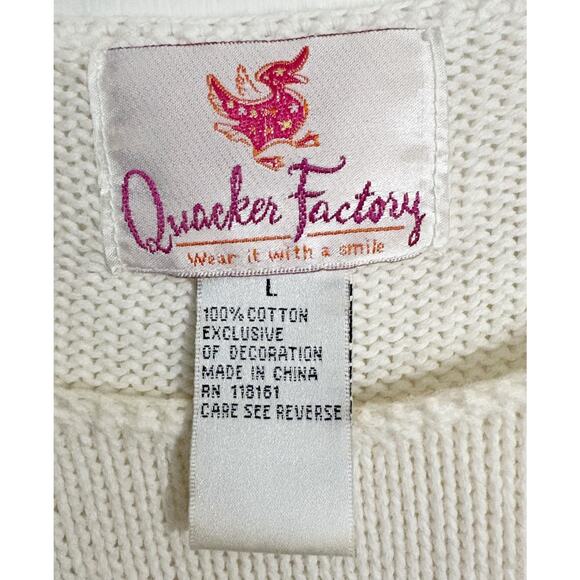 Quacker Factory
Wear it with a smile
L
100% COTTON
EXCLUSIVE
OF DECORATION
MADE IN CHINA
RN 118161
CARE SEE REVERSE